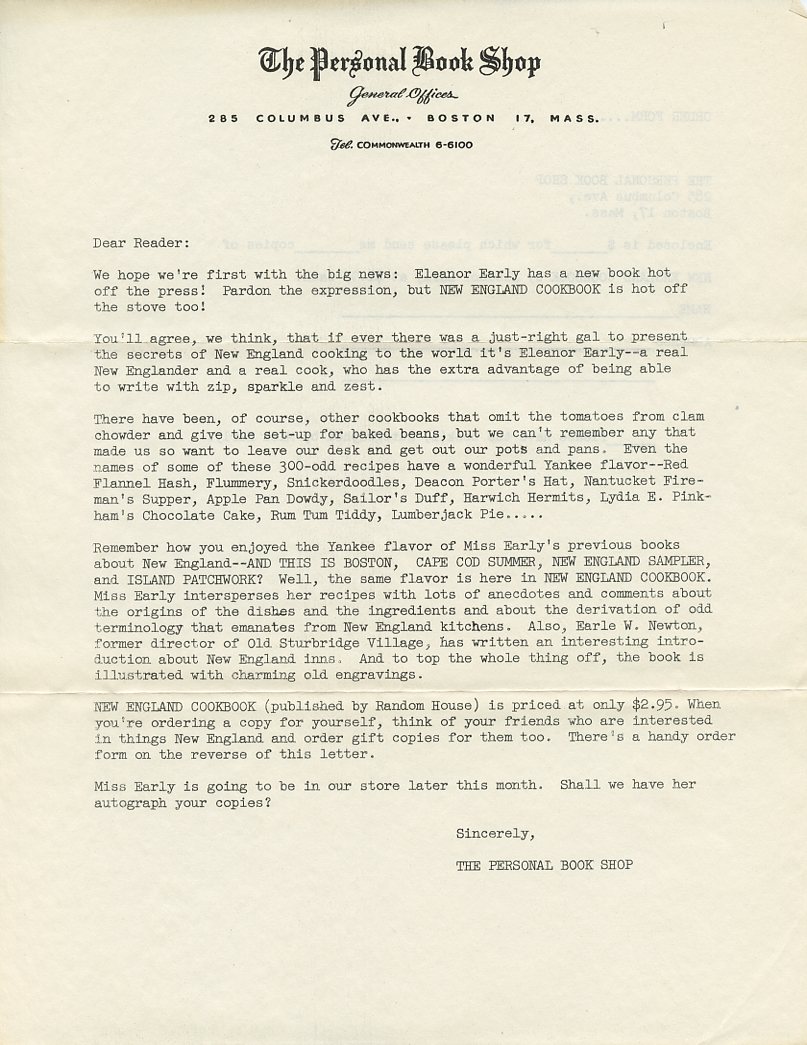 The Personal Book Shop
General Offices
285 COLUMBUS AVE., • BOSTON 17, MASS.
Tel. COMMONWEALTH 6-6100
Dear Reader:
We hope we're first with the big news:  Eleanor Early has a new book hot
off the press!  Pardon the expression, but NEW ENGLAND COOKBOOK is hot off
the stove too!
You'll agree, we think, that if ever there was a just-right gal to present
the secrets of New England cooking to the world it's Eleanor Early--a real
New Englander and a real cook, who has the extra advantage of being able
to write with zip, sparkle and zest.
There have been, of course, other cookbooks that omit the tomatoes from clam
chowder and give the set-up for baked beans, but we can't remember any that
made us so want to leave our desk and get out our pots and pans.  Even the
names of some of these 300-odd recipes have a wonderful Yankee flavor--Red
Flannel Hash, Flummery, Snickerdoodles, Deacon Porter's Hat, Nantucket Fire-
man's Supper, Apple Pan Dowdy, Sailor's Duff, Harwich Hermits, Lydia E. Pink-
ham's Chocolate Cake, Rum Tum Tiddy, Lumberjack Pie.....
Remember how you enjoyed the Yankee flavor of Miss Early's previous books
about New England--AND THIS IS BOSTON,  CAPE COD SUMMER, NEW ENGLAND SAMPLER,
and ISLAND PATCHWORK?  Well, the same flavor is here in NEW ENGLAND COOKBOOK.
Miss Early intersperses her recipes with lots of anecdotes and comments about
the origins of the dishes and the ingredients and about the derivation of odd
terminology that emanates from New England kitchens.  Also, Earle W. Newton,
former director of Old Sturbridge Village, has written an interesting intro-
duction about New England inns.  And to top the whole thing off, the book is
illustrated with charming old engravings.
NEW ENGLAND COOKBOOK (published by Random House) is priced at only $2.95. When
you're ordering a copy for yourself, think of your friends who are interested
in things New England and order gift copies for them too.  There's a handy order
form on the reverse of this letter.
Miss Early is going to be in our store later this month.  Shall we have her
autograph your copies?
Sincerely,
THE PERSONAL BOOK SHOP